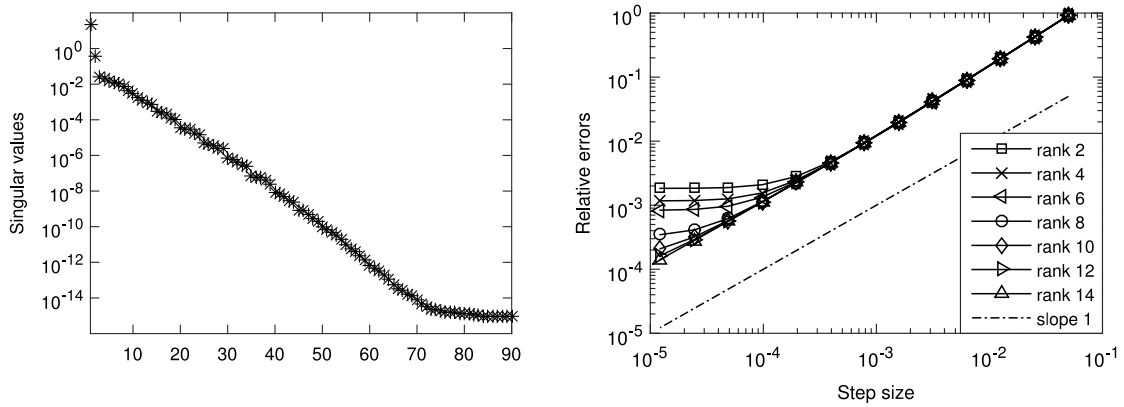 Singular values
10^0
10^-2
10^-4
10^-6
10^-8
10^-10
10^-12
10^-14
10 20 30 40 50 60 70 80 90
Relative errors
10^0
10^-1
10^-2
10^-3
10^-4
10^-5
10^-5 10^-4 10^-3 10^-2 10^-1
Step size
rank 2
rank 4
rank 6
rank 8
rank 10
rank 12
rank 14
slope 1